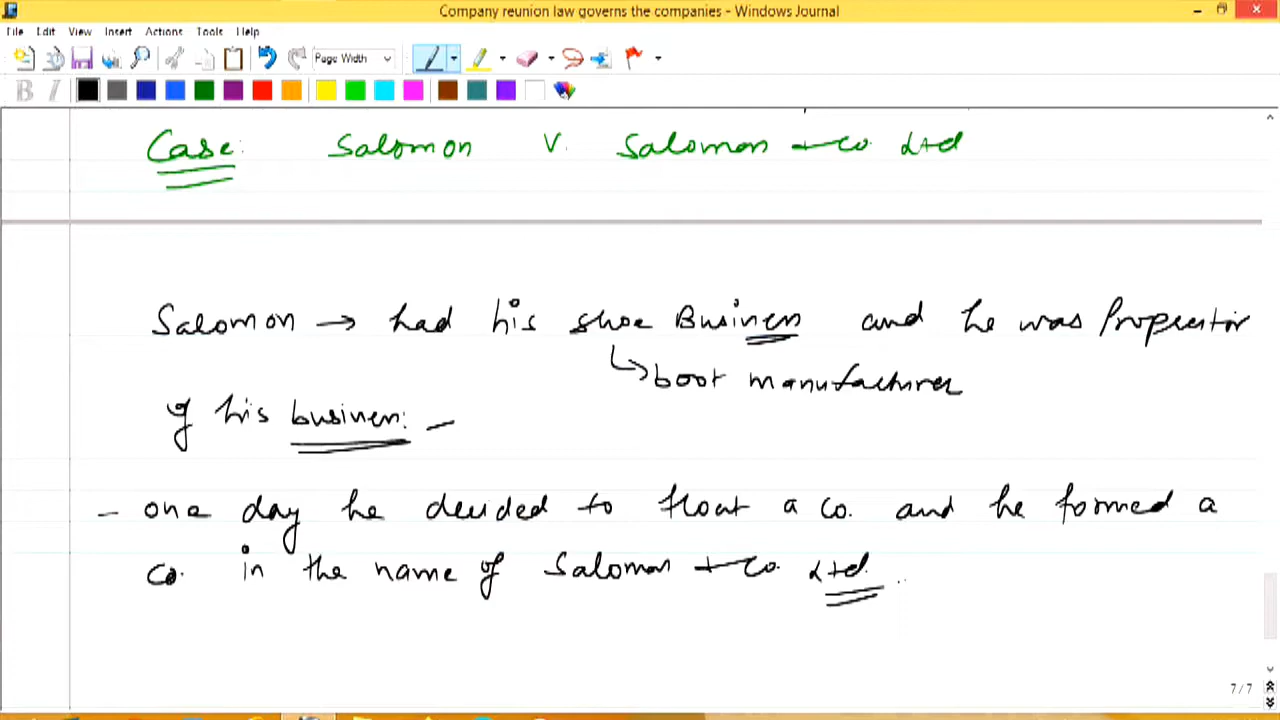 Company reunion law governs the companies - Windows Journal
File Edit View Insert Actions Tools Help
Page Width
B I
Case: Salomon V. Salomon + Co. Ltd
Salomon → had his shoe Business and he was Proprietor
↳ boot manufacturer
of his business: -
- one day he decided to float a Co. and he formed a
Co. in the name of Salomon + Co. Ltd.
7 / 7